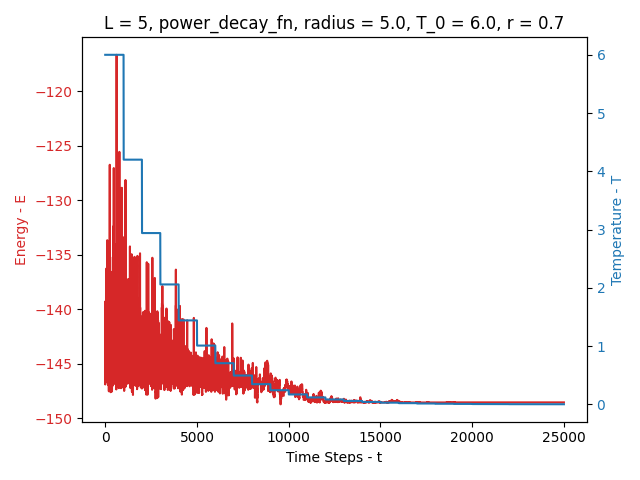 L = 5, power_decay_fn, radius = 5.0, T_0 = 6.0, r = 0.7
Energy - E
−120
−125
−130
−135
−140
−145
−150
6
5
4
3
2
1
0
Temperature - T
0 5000 10000 15000 20000 25000
Time Steps - t